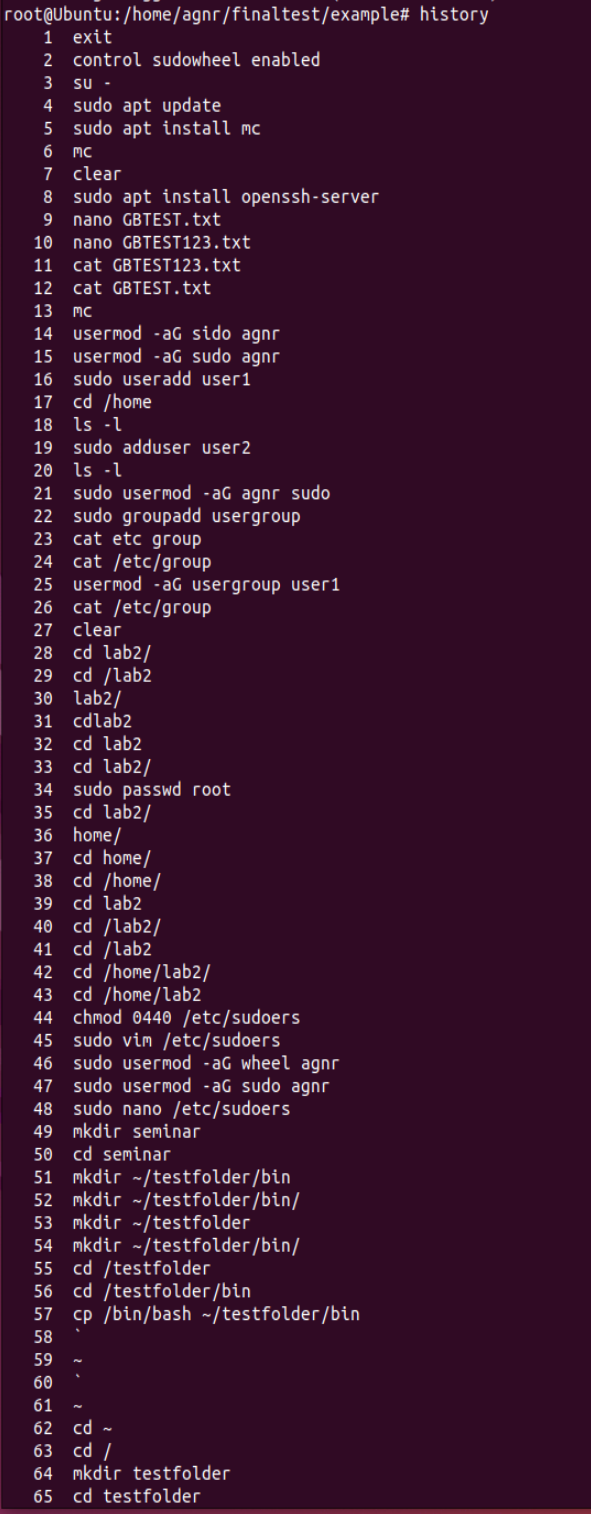 root@Ubuntu:/home/agnr/finaltest/example# history
1 exit
2 control sudowheel enabled
3 su -
4 sudo apt update
5 sudo apt install mc
6 mc
7 clear
8 sudo apt install openssh-server
9 nano GBTEST.txt
10 nano GBTEST123.txt
11 cat GBTEST123.txt
12 cat GBTEST.txt
13 mc
14 usermod -aG sido agnr
15 usermod -aG sudo agnr
16 sudo useradd user1
17 cd /home
18 ls -l
19 sudo adduser user2
20 ls -l
21 sudo usermod -aG agnr sudo
22 sudo groupadd usergroup
23 cat etc group
24 cat /etc/group
25 usermod -aG usergroup user1
26 cat /etc/group
27 clear
28 cd lab2/
29 cd /lab2
30 lab2/
31 cdlab2
32 cd lab2
33 cd lab2/
34 sudo passwd root
35 cd lab2/
36 home/
37 cd home/
38 cd /home/
39 cd lab2
40 cd /lab2/
41 cd /lab2
42 cd /home/lab2/
43 cd /home/lab2
44 chmod 0440 /etc/sudoers
45 sudo vim /etc/sudoers
46 sudo usermod -aG wheel agnr
47 sudo usermod -aG sudo agnr
48 sudo nano /etc/sudoers
49 mkdir seminar
50 cd seminar
51 mkdir ~/testfolder/bin
52 mkdir ~/testfolder/bin/
53 mkdir ~/testfolder
54 mkdir ~/testfolder/bin/
55 cd /testfolder
56 cd /testfolder/bin
57 cp /bin/bash ~/testfolder/bin
58 `
59 ~
60 `
61 ~
62 cd ~
63 cd /
64 mkdir testfolder
65 cd testfolder